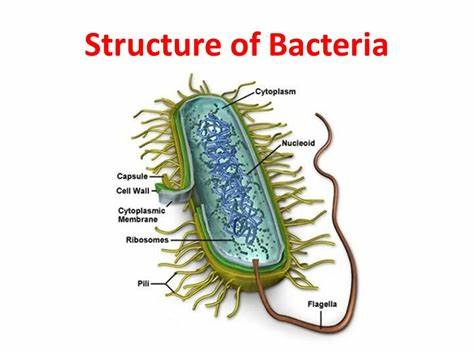 Structure of Bacteria
Cytoplasm
Nucleoid
Capsule
Cell Wall
Cytoplasmic
Membrane
Ribosomes
Pili
Flagella